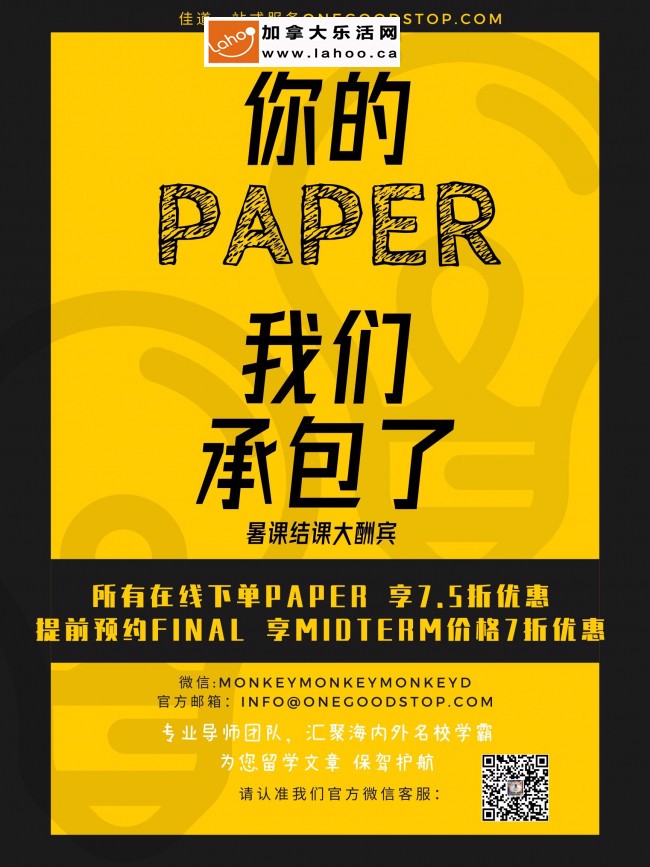 佳道一站式服务ONEGOODSTOP.COM
Lahoo
加拿大乐活网
www.lahoo.ca
你的
PAPER
我们
承包了
暑课结课大酬宾
所有在线下单PAPER 享7.5折优惠
提前预约FINAL 享MIDTERM价格7折优惠
微信:MONKEYMONKEYMONKEYD
官方邮箱：INFO@ONEGOODSTOP.COM
专业导师团队，汇聚海内外名校学霸
为您留学文章 保驾护航
请认准我们官方微信客服：